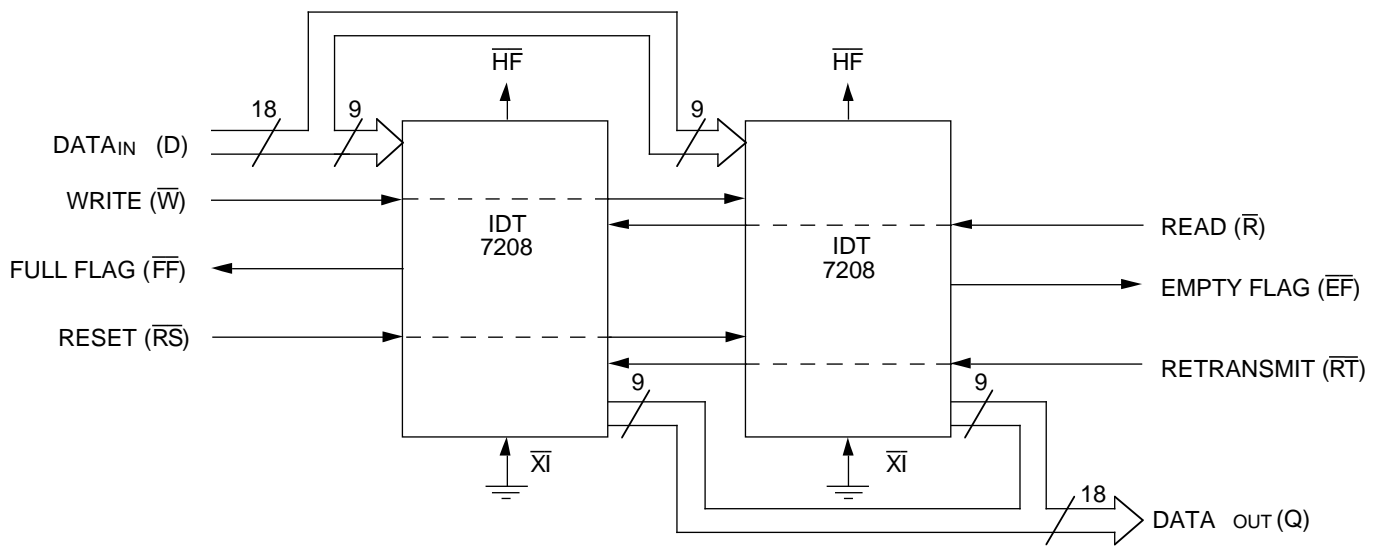 HF HF
18 9 9
DATAIN (D)
WRITE (W)
IDT
7208
IDT
7208
READ (R)
FULL FLAG (FF)
EMPTY FLAG (EF)
RESET (RS)
RETRANSMIT (RT)
9 9
XI XI
18
DATA OUT (Q)